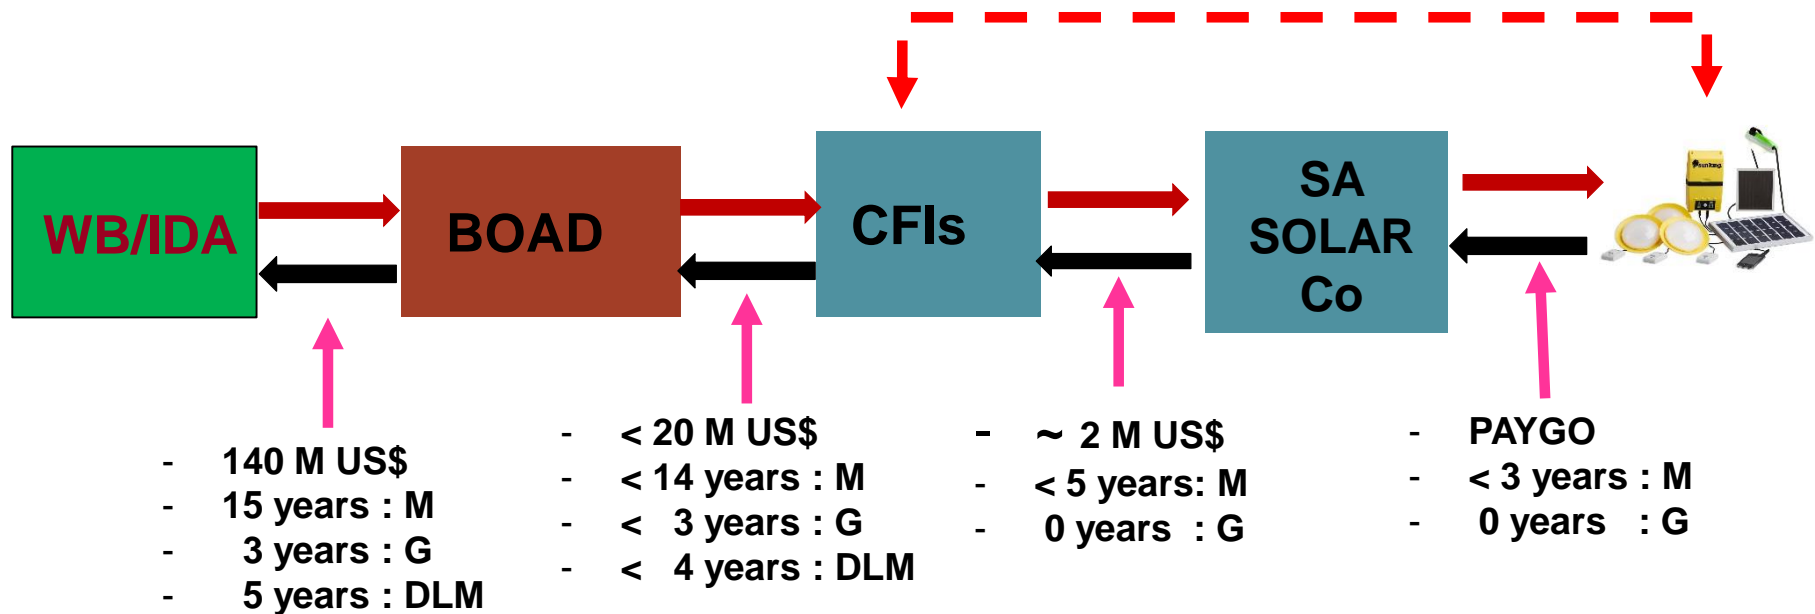 WB/IDA
BOAD
CFIs
SA
SOLAR
Co
- 140 M US$
- 15 years : M
- 3 years : G
- 5 years : DLM
- < 20 M US$
- < 14 years : M
- < 3 years : G
- < 4 years : DLM
- ~ 2 M US$
- < 5 years: M
- 0 years : G
- PAYGO
- < 3 years : M
- 0 years : G